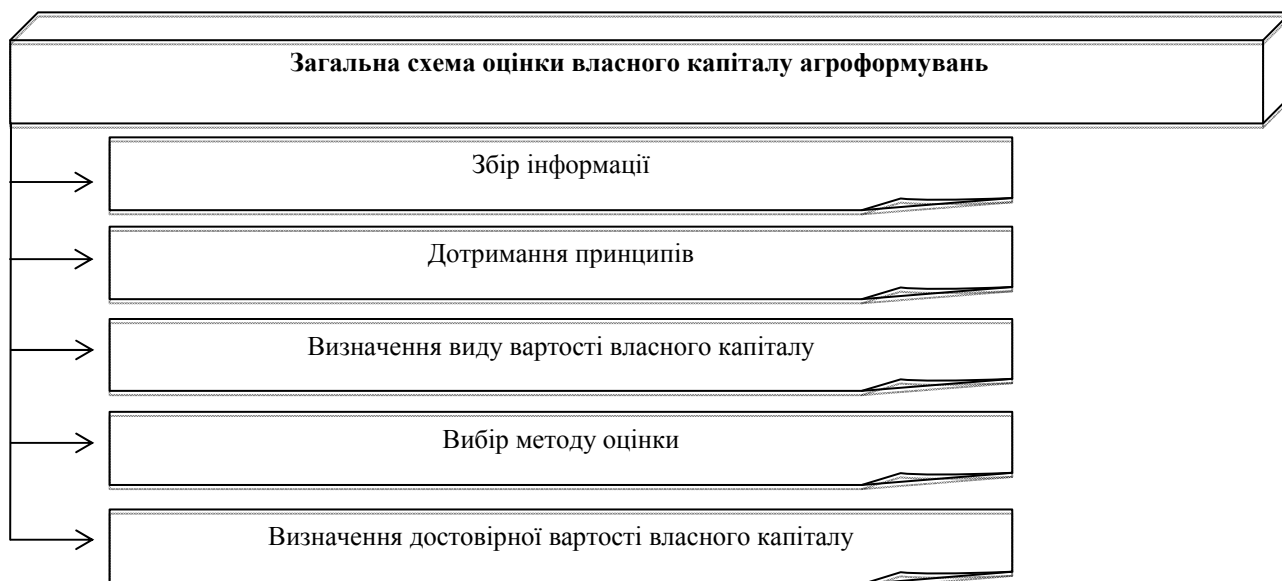 Загальна схема оцінки власного капіталу агроформувань
Збір інформації
Дотримання принципів
Визначення виду вартості власного капіталу
Вибір методу оцінки
Визначення достовірної вартості власного капіталу